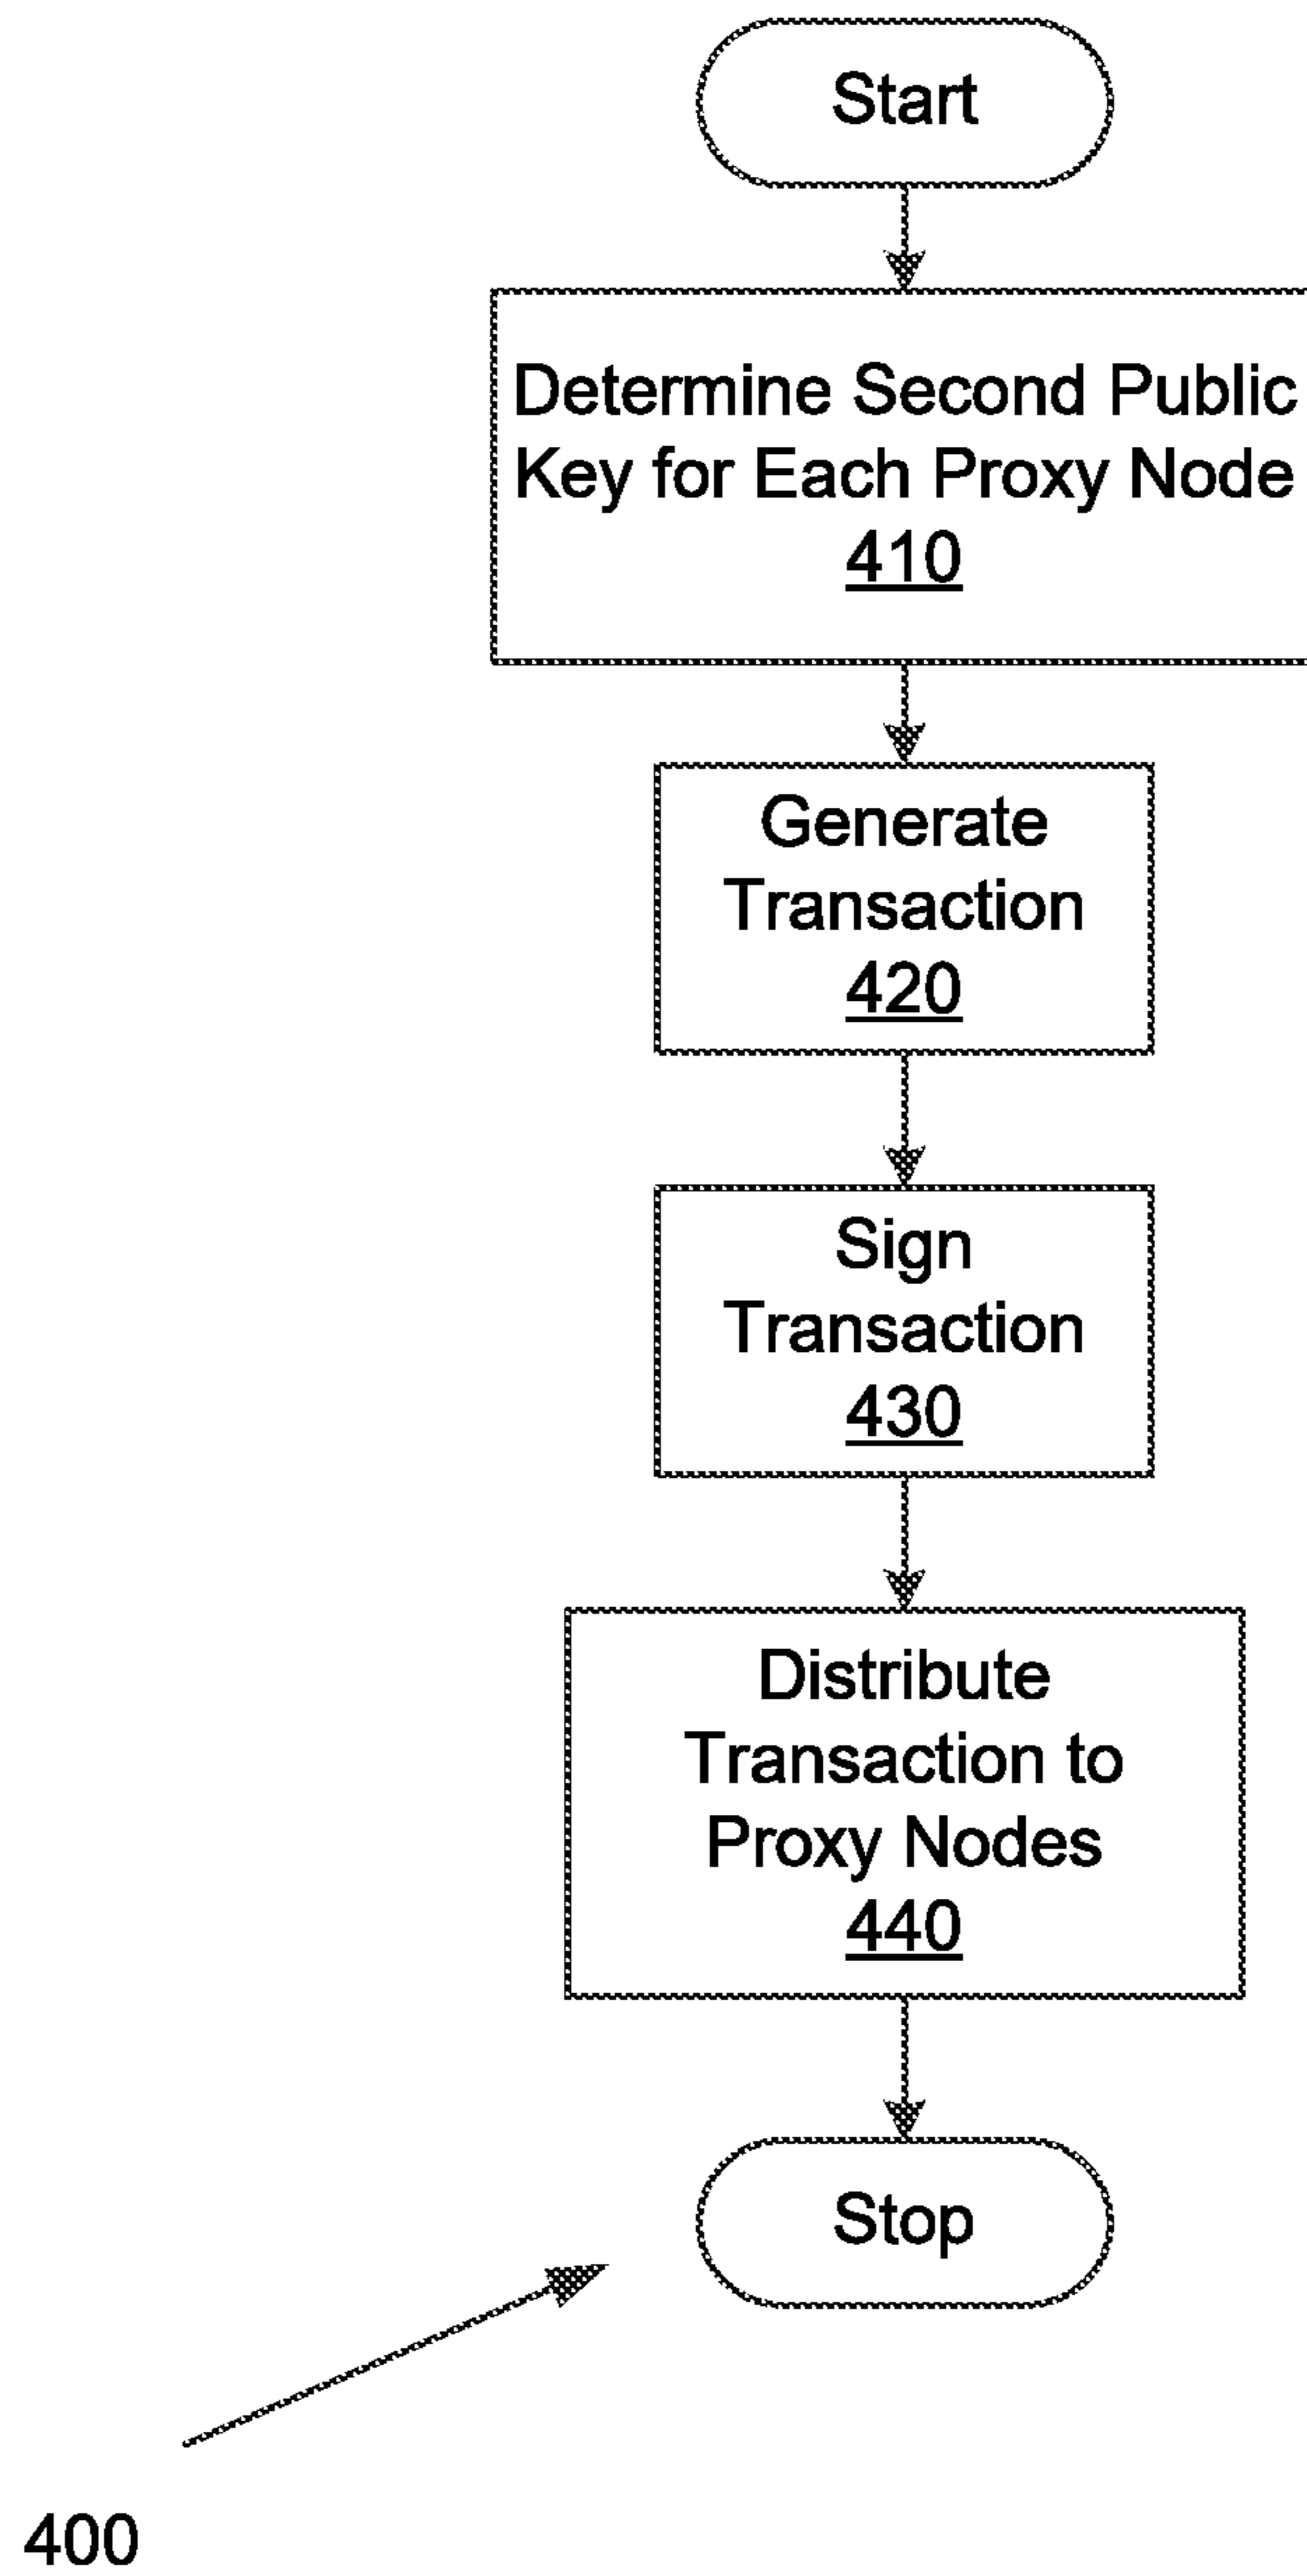 Start
Determine Second Public
Key for Each Proxy Node
410
Generate
Transaction
420
Sign
Transaction
430
Distribute
Transaction to
Proxy Nodes
440
Stop
400